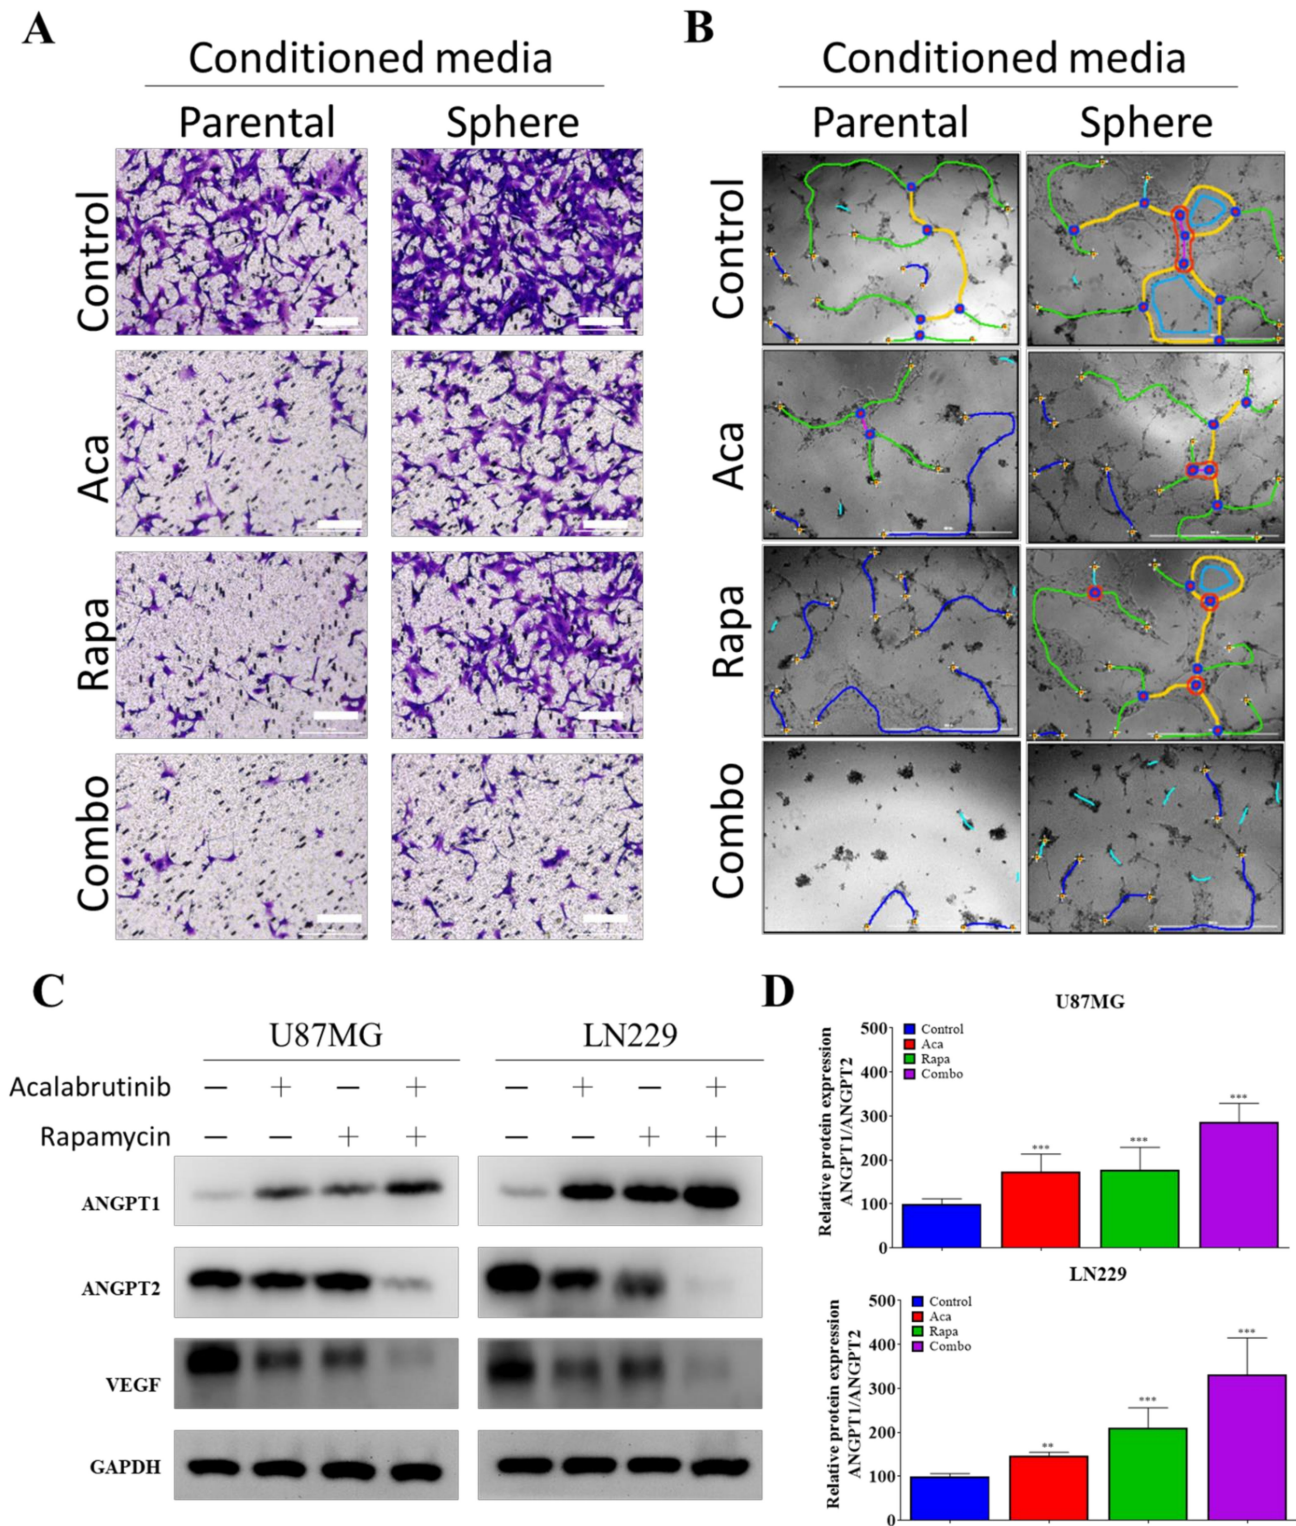 A
Conditioned media
Parental Sphere
Control
Aca
Rapa
Combo
B
Conditioned media
Parental Sphere
Control
Aca
Rapa
Combo
C
U87MG LN229
Acalabrutinib − + − + − + − +
Rapamycin − − + + − − + +
ANGPT1
ANGPT2
VEGF
GAPDH
D
U87MG
Relative protein expression
ANGPT1/ANGPT2
500
400
300
200
100
0
Control
Aca
Rapa
Combo
***
***
***
LN229
Relative protein expression
ANGPT1/ANGPT2
500
400
300
200
100
0
Control
Aca
Rapa
Combo
**
***
***